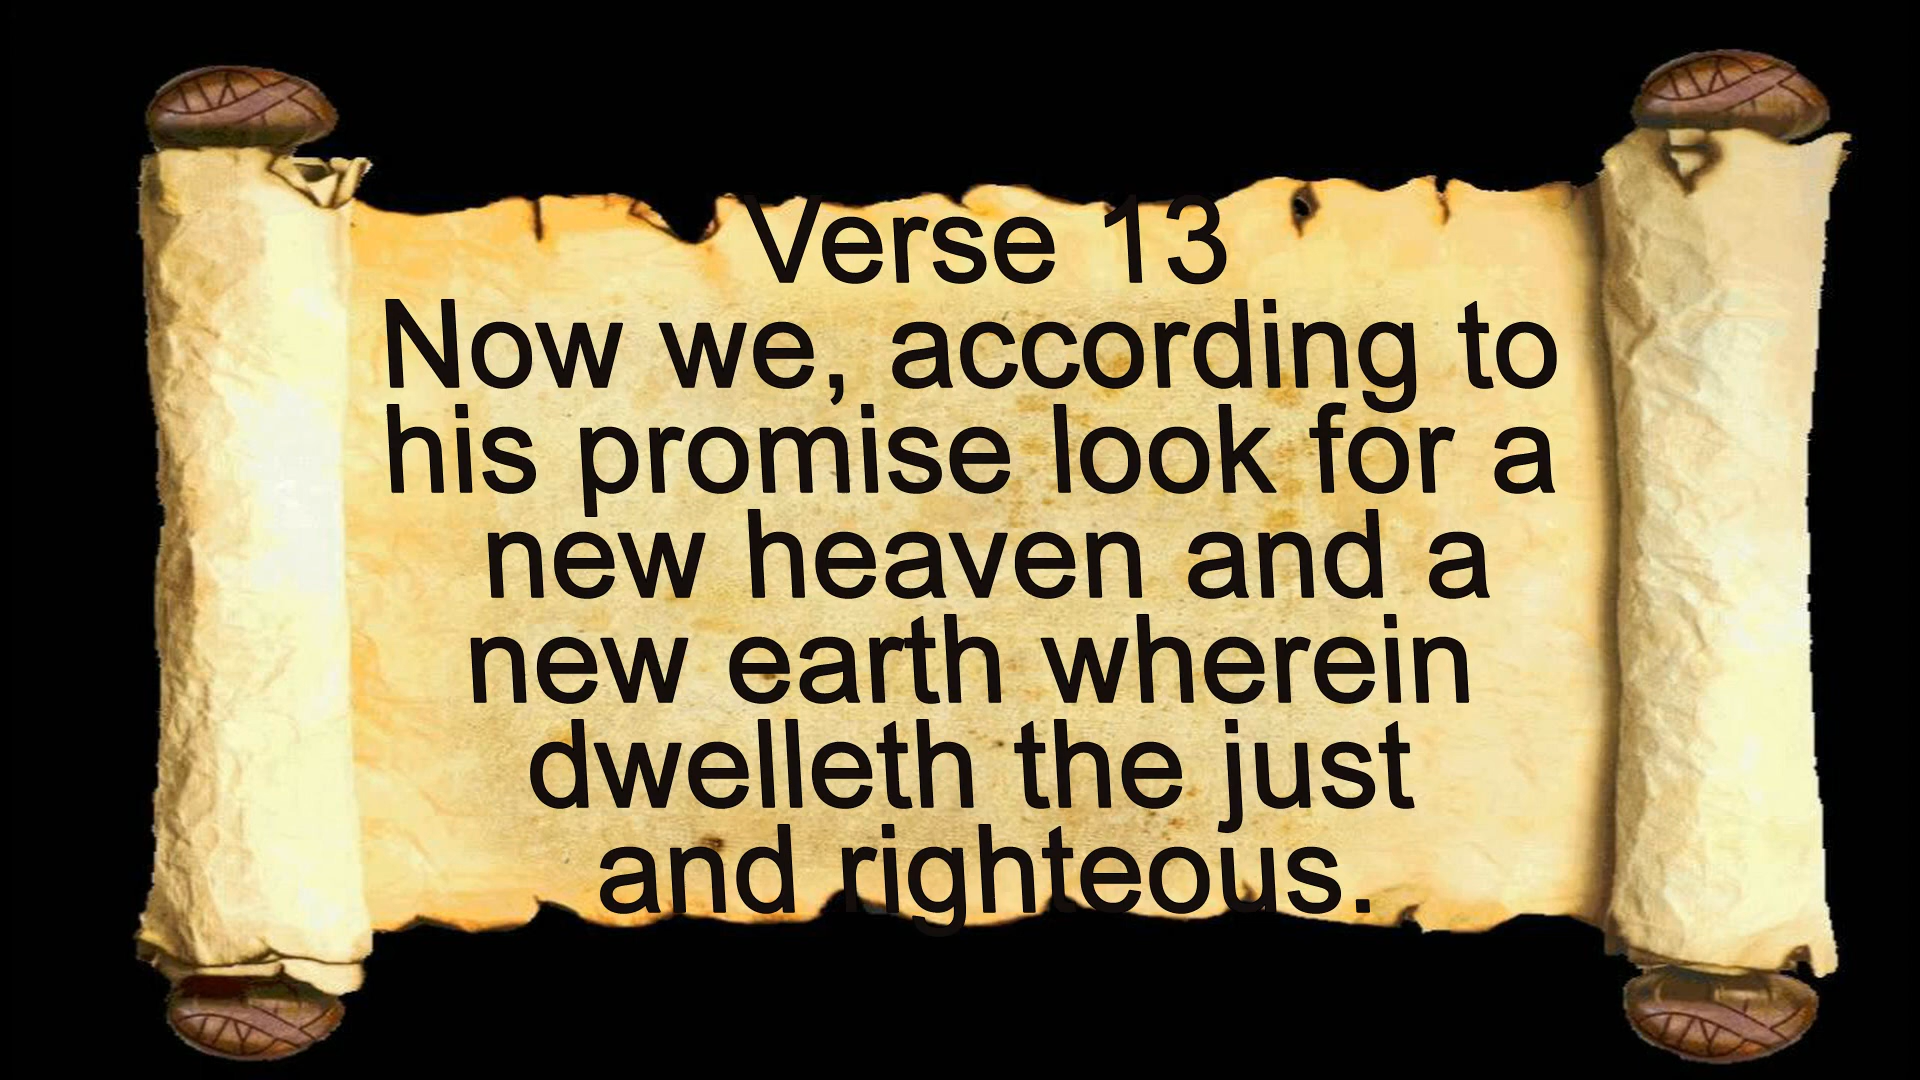 Verse 13
Now we, according to
his promise look for a
new heaven and a
new earth wherein
dwelleth the just
and righteous.